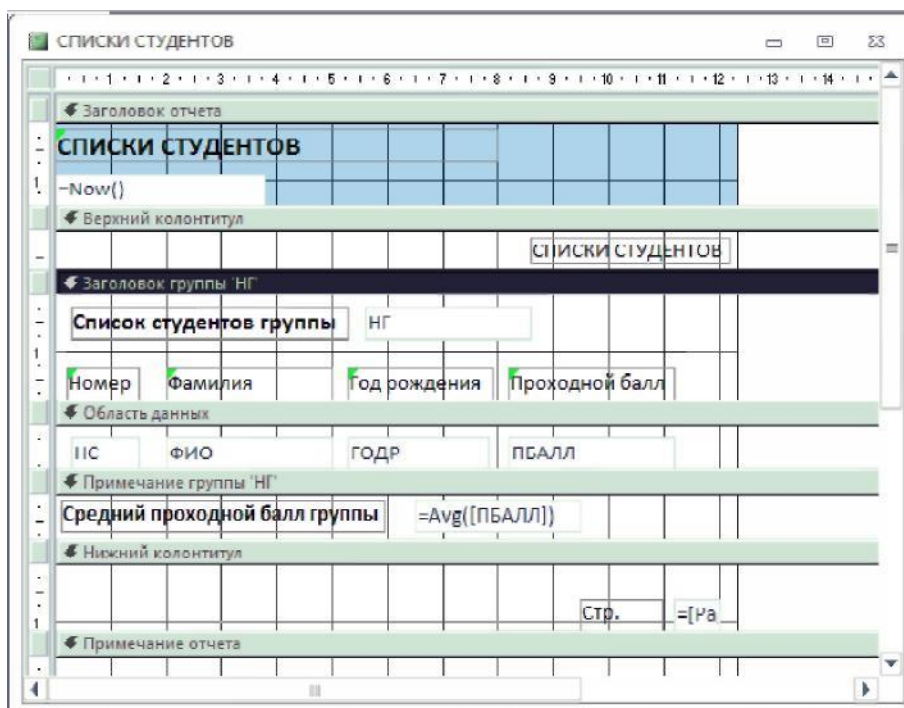 СПИСКИ СТУДЕНТОВ
1 2 3 4 5 6 7 8 9 10 11 12 13 14
Заголовок отчета
СПИСКИ СТУДЕНТОВ
1
=Now()
Верхний колонтитул
СПИСКИ СТУДЕНТОВ
Заголовок группы 'НГ'
Список студентов группы НГ
1
Номер Фамилия Год рождения Проходной балл
Область данных
НС ФИО ГОДР ПБАЛЛ
Примечание группы 'НГ'
Средний проходной балл группы =Avg([ПБАЛЛ])
Нижний колонтитул
1
Стр. =[Pa
Примечание отчета